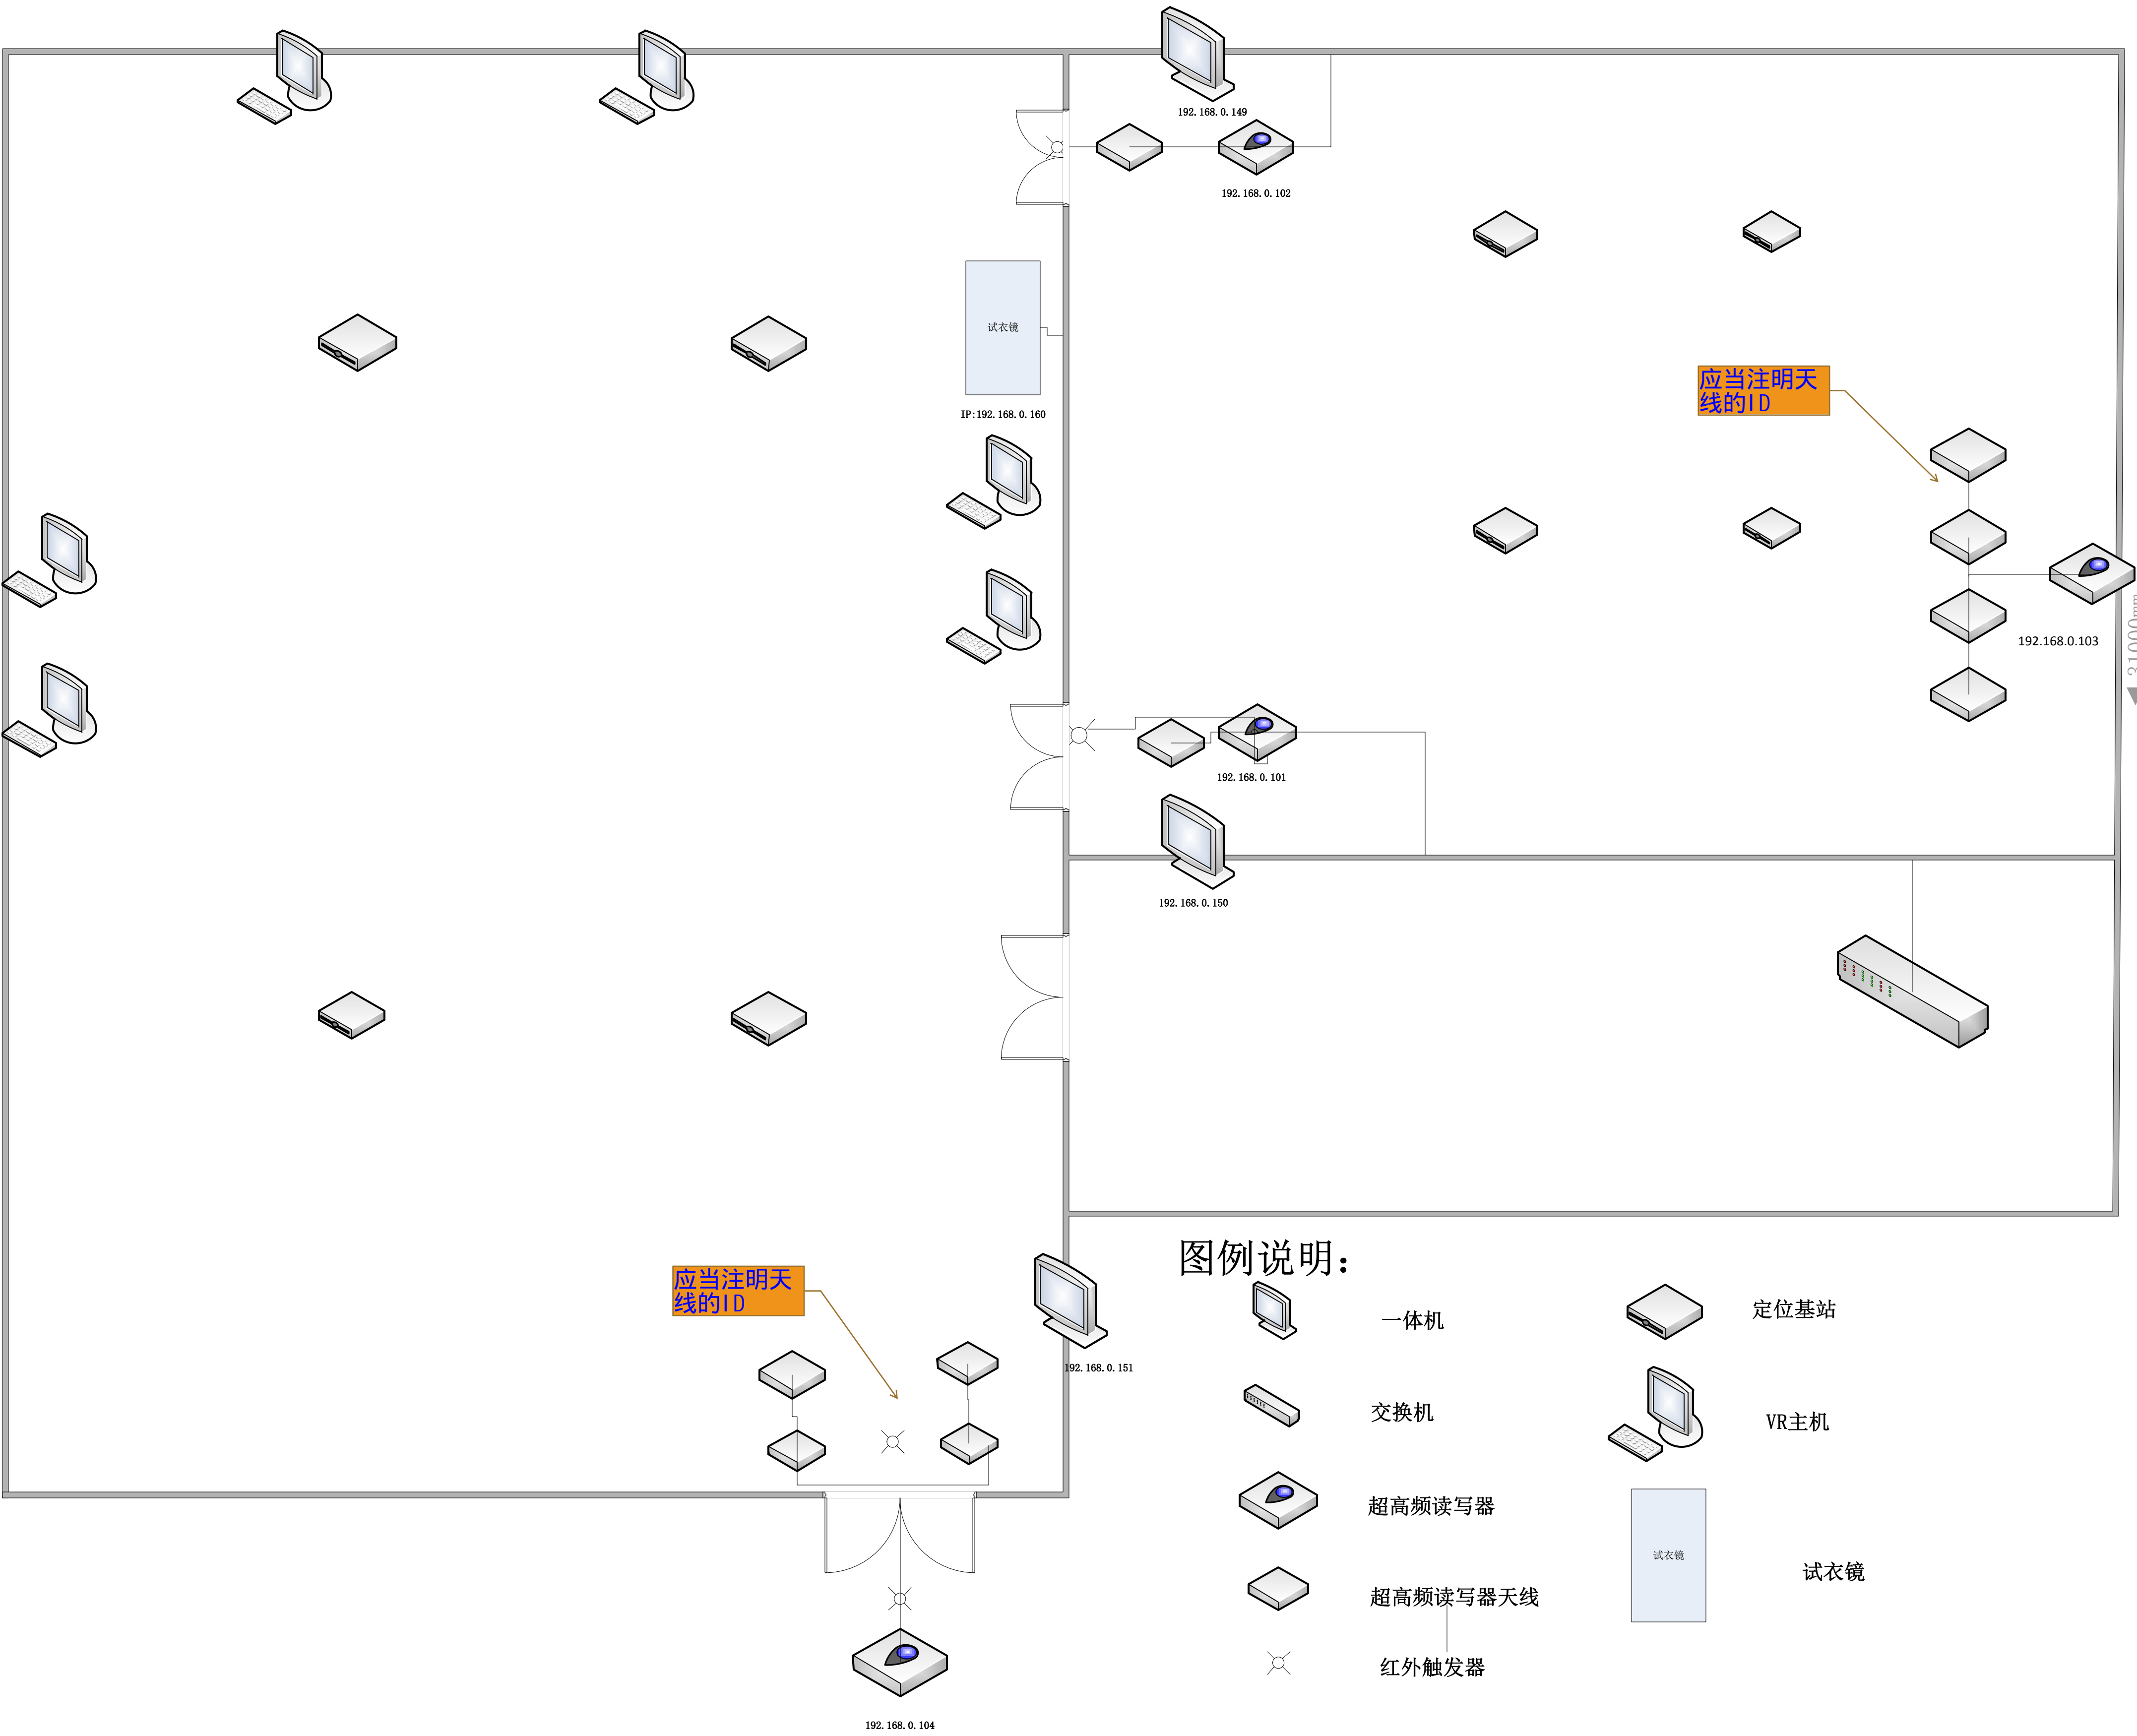 192.168.0.149
192.168.0.102
试衣镜
IP:192.168.0.160
应当注明天
线的ID
192.168.0.103
31000mm
192.168.0.101
192.168.0.150
应当注明天
线的ID
192.168.0.151
192.168.0.104
图例说明：
一体机
定位基站
交换机
VR主机
超高频读写器
试衣镜
试衣镜
超高频读写器天线
红外触发器